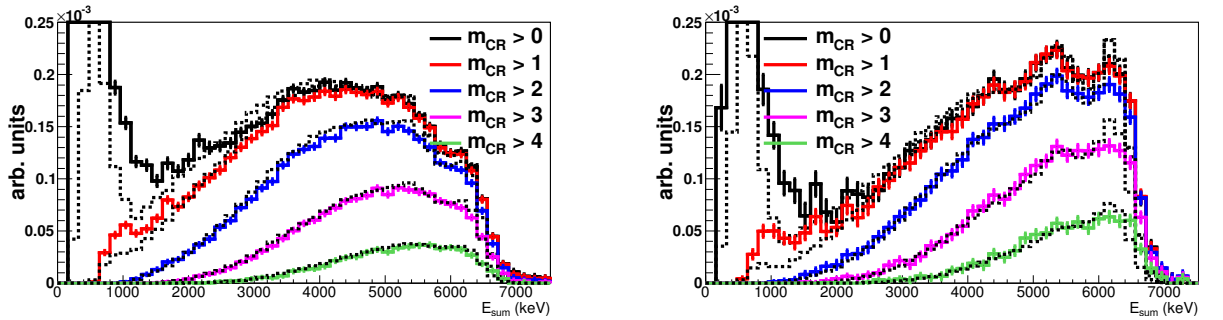 ×10⁻³
0.25
0.2
0.15
0.1
0.05
0
arb. units
m_CR > 0
m_CR > 1
m_CR > 2
m_CR > 3
m_CR > 4
0 1000 2000 3000 4000 5000 6000 7000
E_sum (keV)
×10⁻³
0.25
0.2
0.15
0.1
0.05
0
arb. units
m_CR > 0
m_CR > 1
m_CR > 2
m_CR > 3
m_CR > 4
0 1000 2000 3000 4000 5000 6000 7000
E_sum (keV)